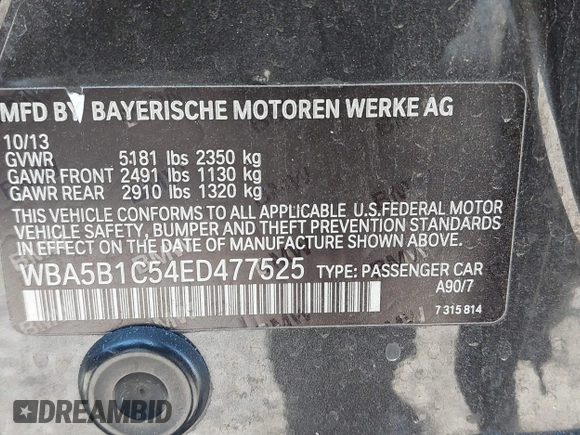 MFD BY BAYERISCHE MOTOREN WERKE AG
10/13
GVWR 5181 lbs 2350 kg
GAWR FRONT 2491 lbs 1130 kg
GAWR REAR 2910 lbs 1320 kg
THIS VEHICLE CONFORMS TO ALL APPLICABLE U.S.FEDERAL MOTOR
VEHICLE SAFETY, BUMPER AND THEFT PREVENTION STANDARDS
IN EFFECT ON THE DATE OF MANUFACTURE SHOWN ABOVE.
WBA5B1C54ED477525 TYPE: PASSENGER CAR
A90/7
7 315 814
DREAMBID